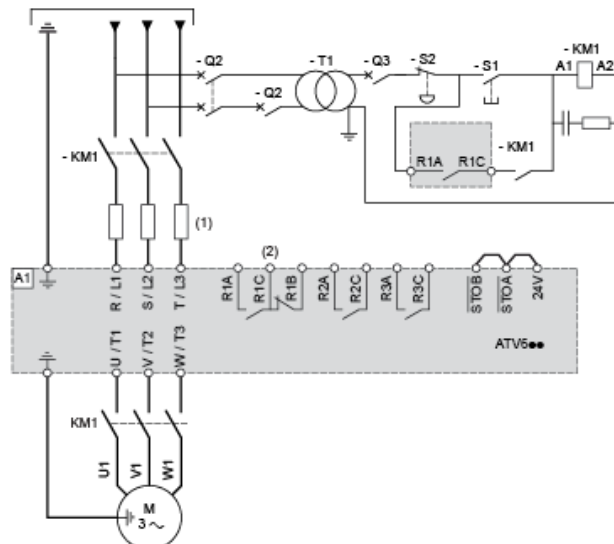 - Q2
- T1
- Q3
- S2
- S1
- KM1
A1
A2
- Q2
- KM1
R1A
R1C
- KM1
(1)
(2)
A1
R / L1
S / L2
T / L3
R1A
R1C
R1B
R2A
R2C
R3A
R3C
STOB
STOA
24V
U / T1
V / T2
W / T3
ATV6●●
KM1
U1
V1
W1
M
3 ~